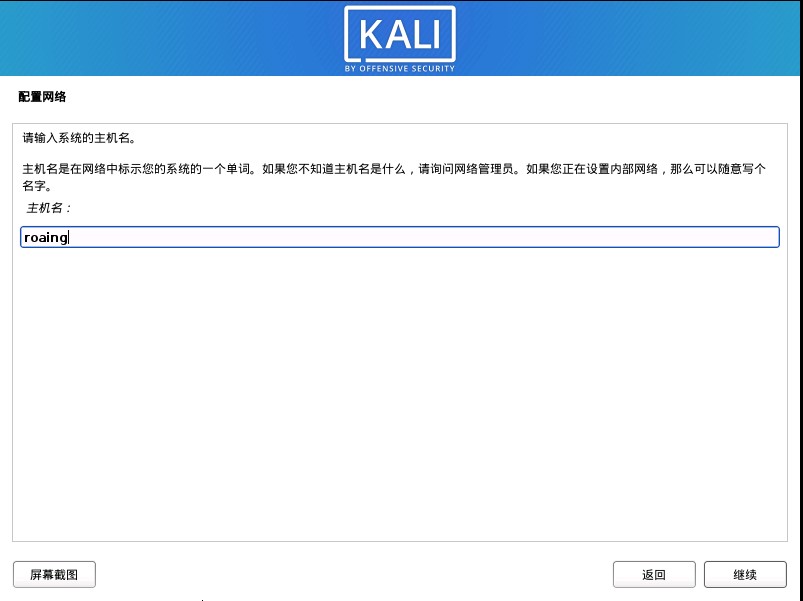 KALI
BY OFFENSIVE SECURITY
配置网络
请输入系统的主机名。
主机名是在网络中标示您的系统的一个单词。如果您不知道主机名是什么，请询问网络管理员。如果您正在设置内部网络，那么可以随意写个
名字。
主机名：
roaing
屏幕截图
返回
继续